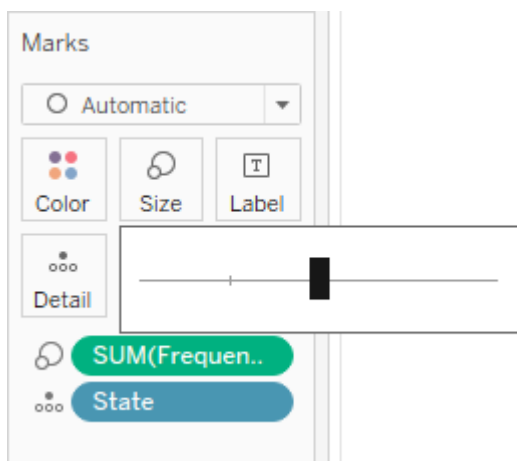 Marks
Automatic
Color Size Label
Detail
SUM(Frequen..
State